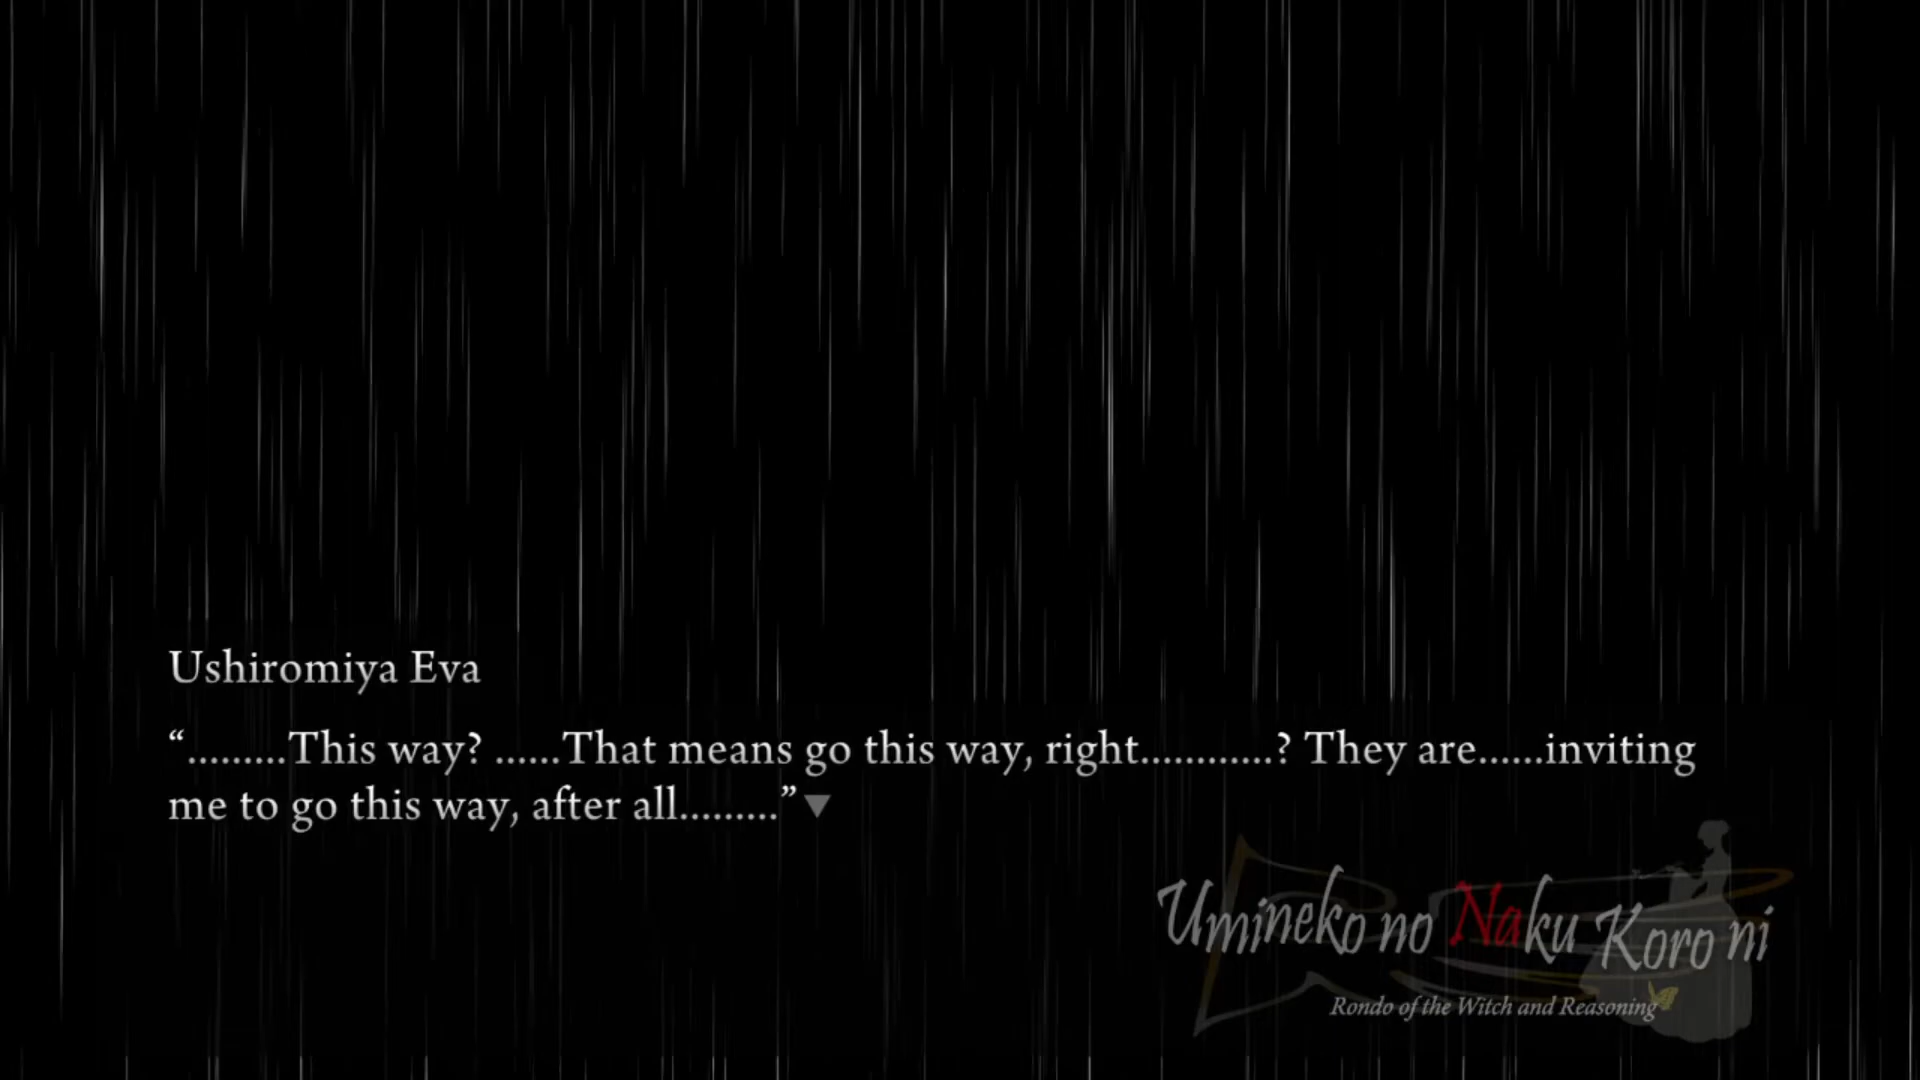 Ushiromiya Eva
“.........This way? ......That means go this way, right............? They are......inviting
me to go this way, after all.........”
Umineko no Naku Koro ni
Rondo of the Witch and Reasoning